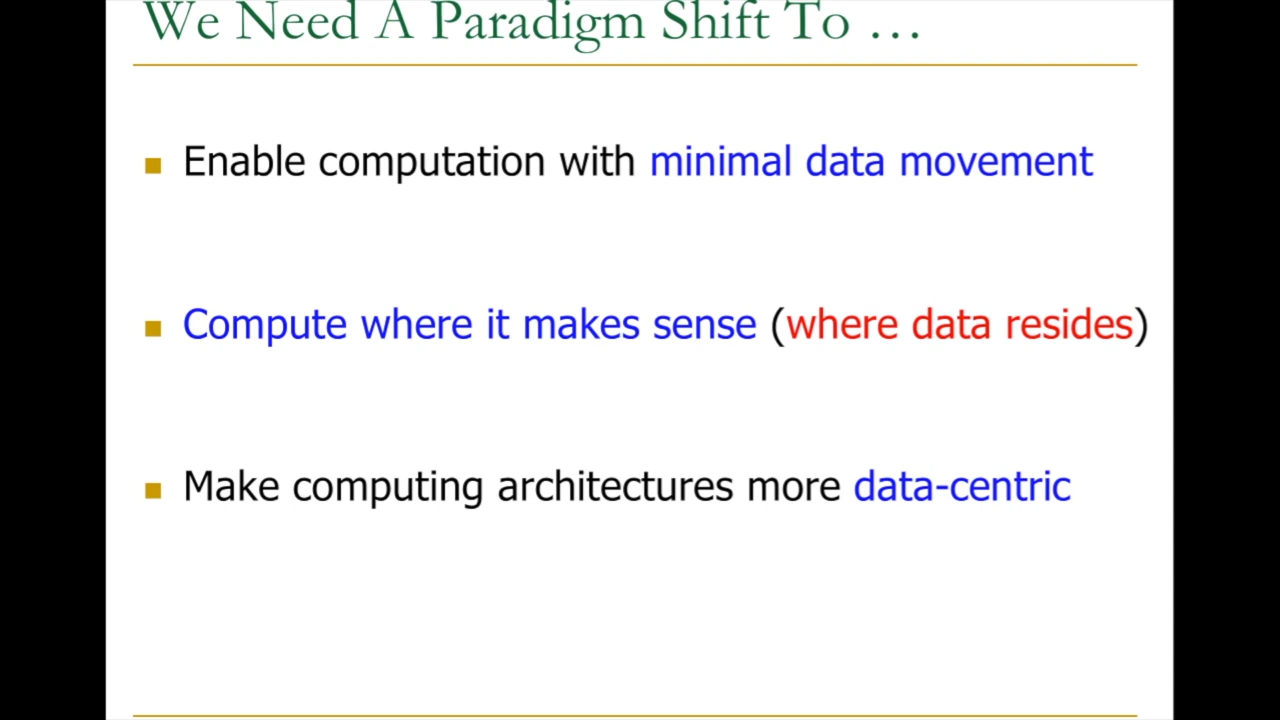 We Need A Paradigm Shift To …
Enable computation with minimal data movement
Compute where it makes sense (where data resides)
Make computing architectures more data-centric